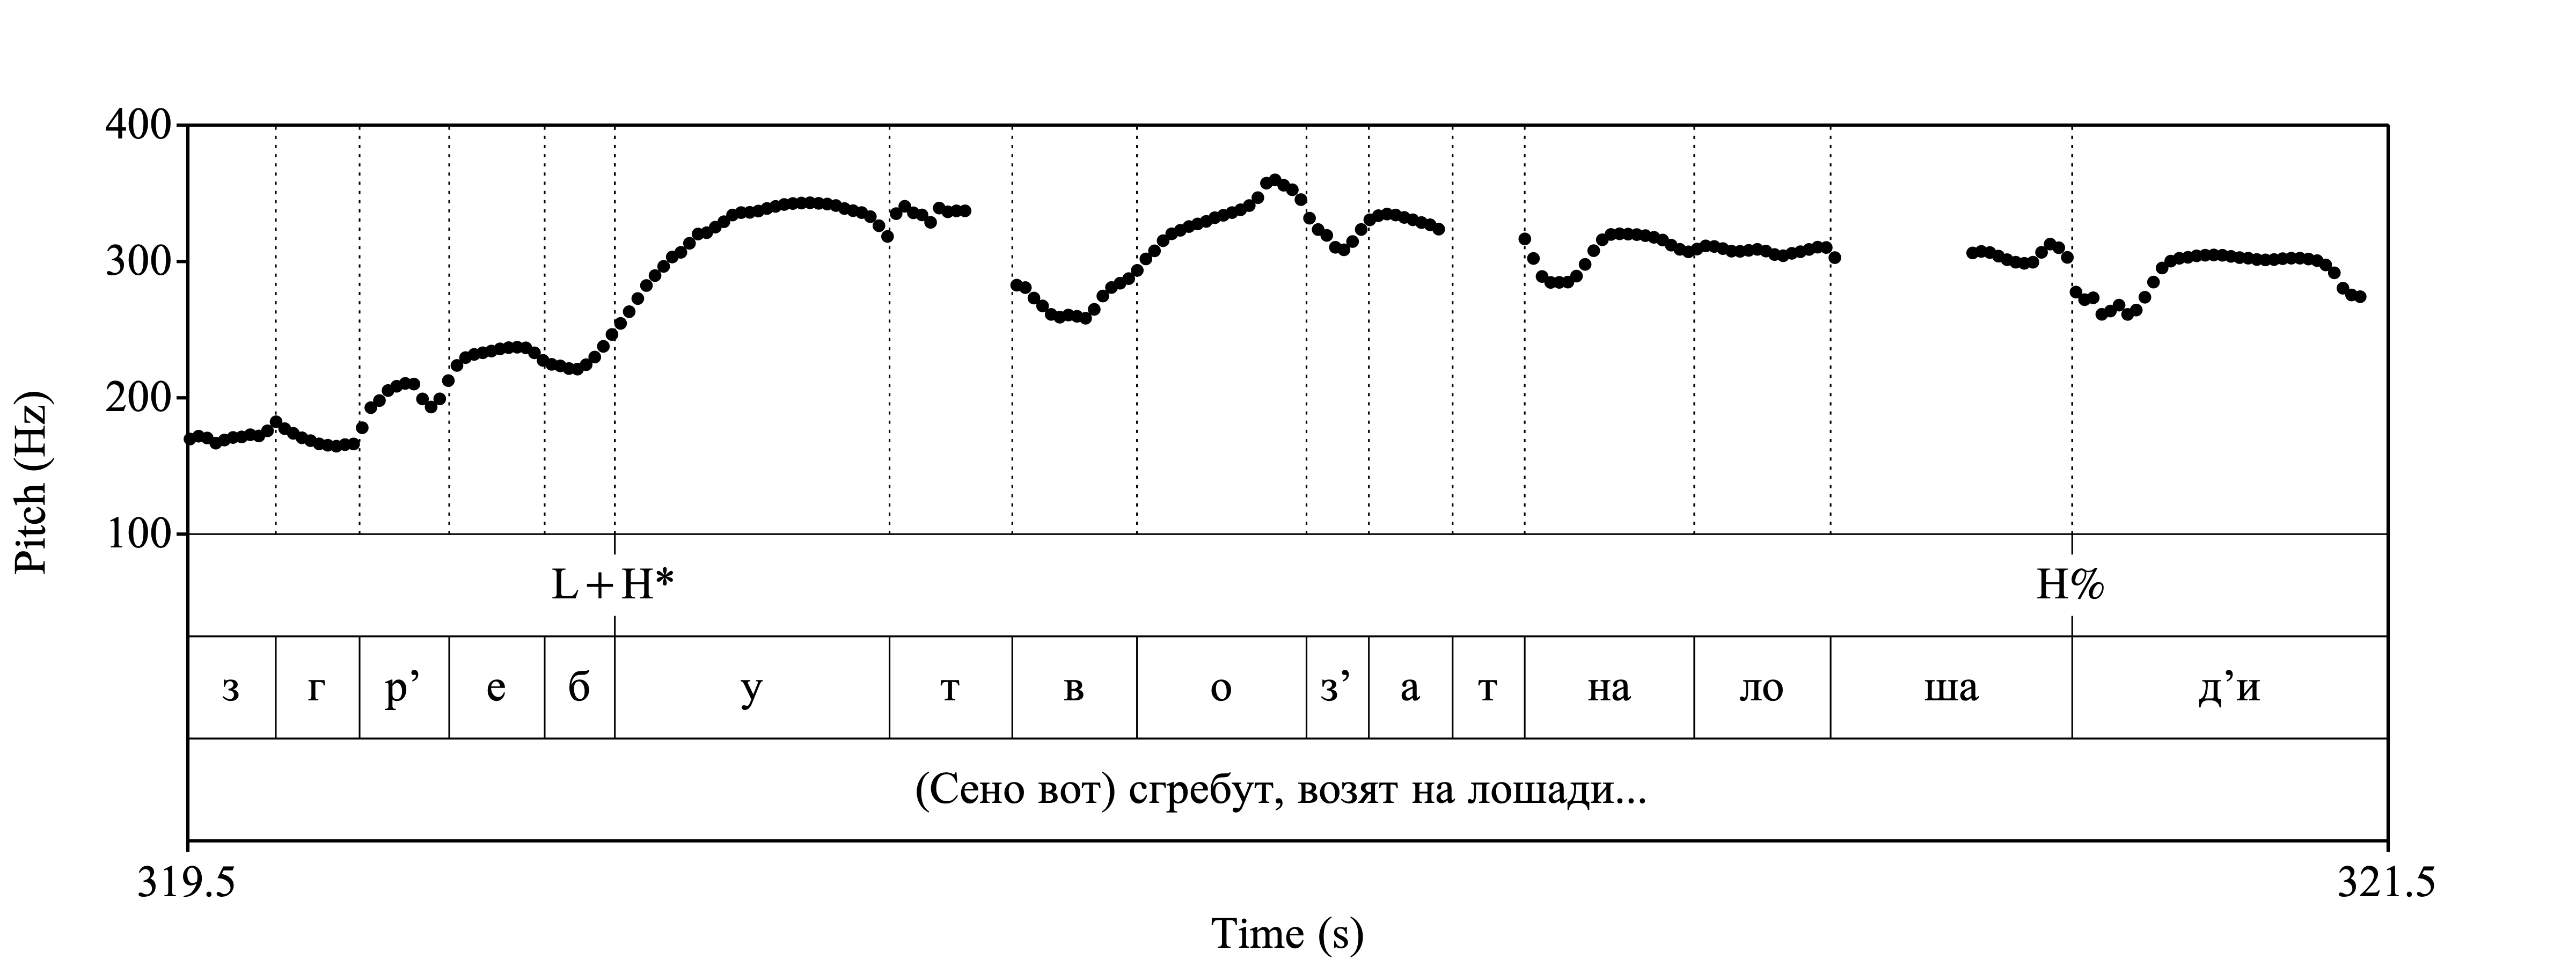 400
300
200
100
Pitch (Hz)
L+H* H%
з г р’ е б у т в о з’ а т на ло ша д’и
(Сено вот) сгребут, возят на лошади...
319.5 321.5
Time (s)